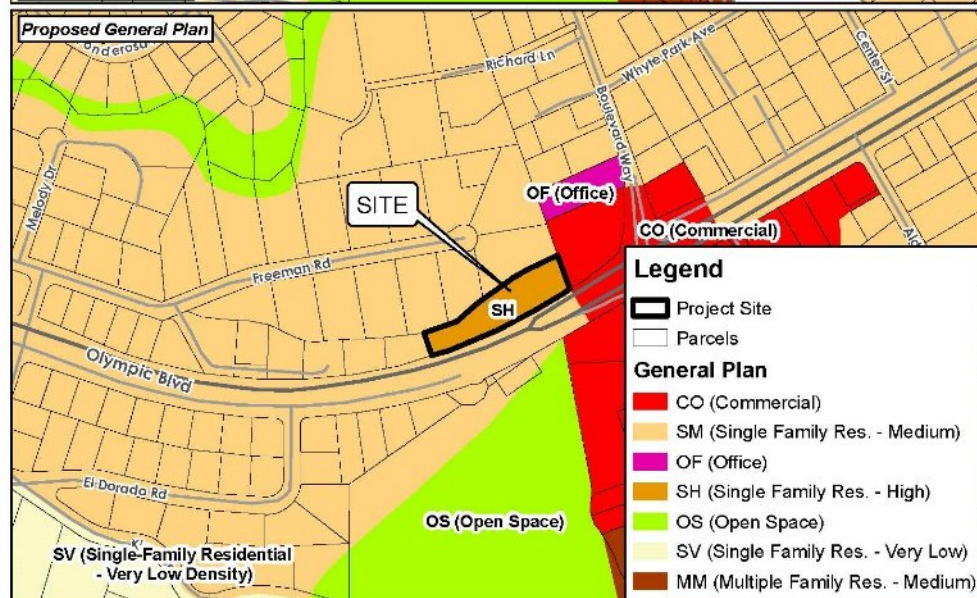 Proposed General Plan
Richard Ln
Whyte Park Ave
Center St
Boulevard Way
Melody Dr
OF (Office)
SITE
CO (Commercial)
Freeman Rd
SH
Olympic Blvd
El Dorado Rd
OS (Open Space)
SV (Single-Family Residential
- Very Low Density)
Legend
Project Site
Parcels
General Plan
CO (Commercial)
SM (Single Family Res. - Medium)
OF (Office)
SH (Single Family Res. - High)
OS (Open Space)
SV (Single Family Res. - Very Low)
MM (Multiple Family Res. - Medium)